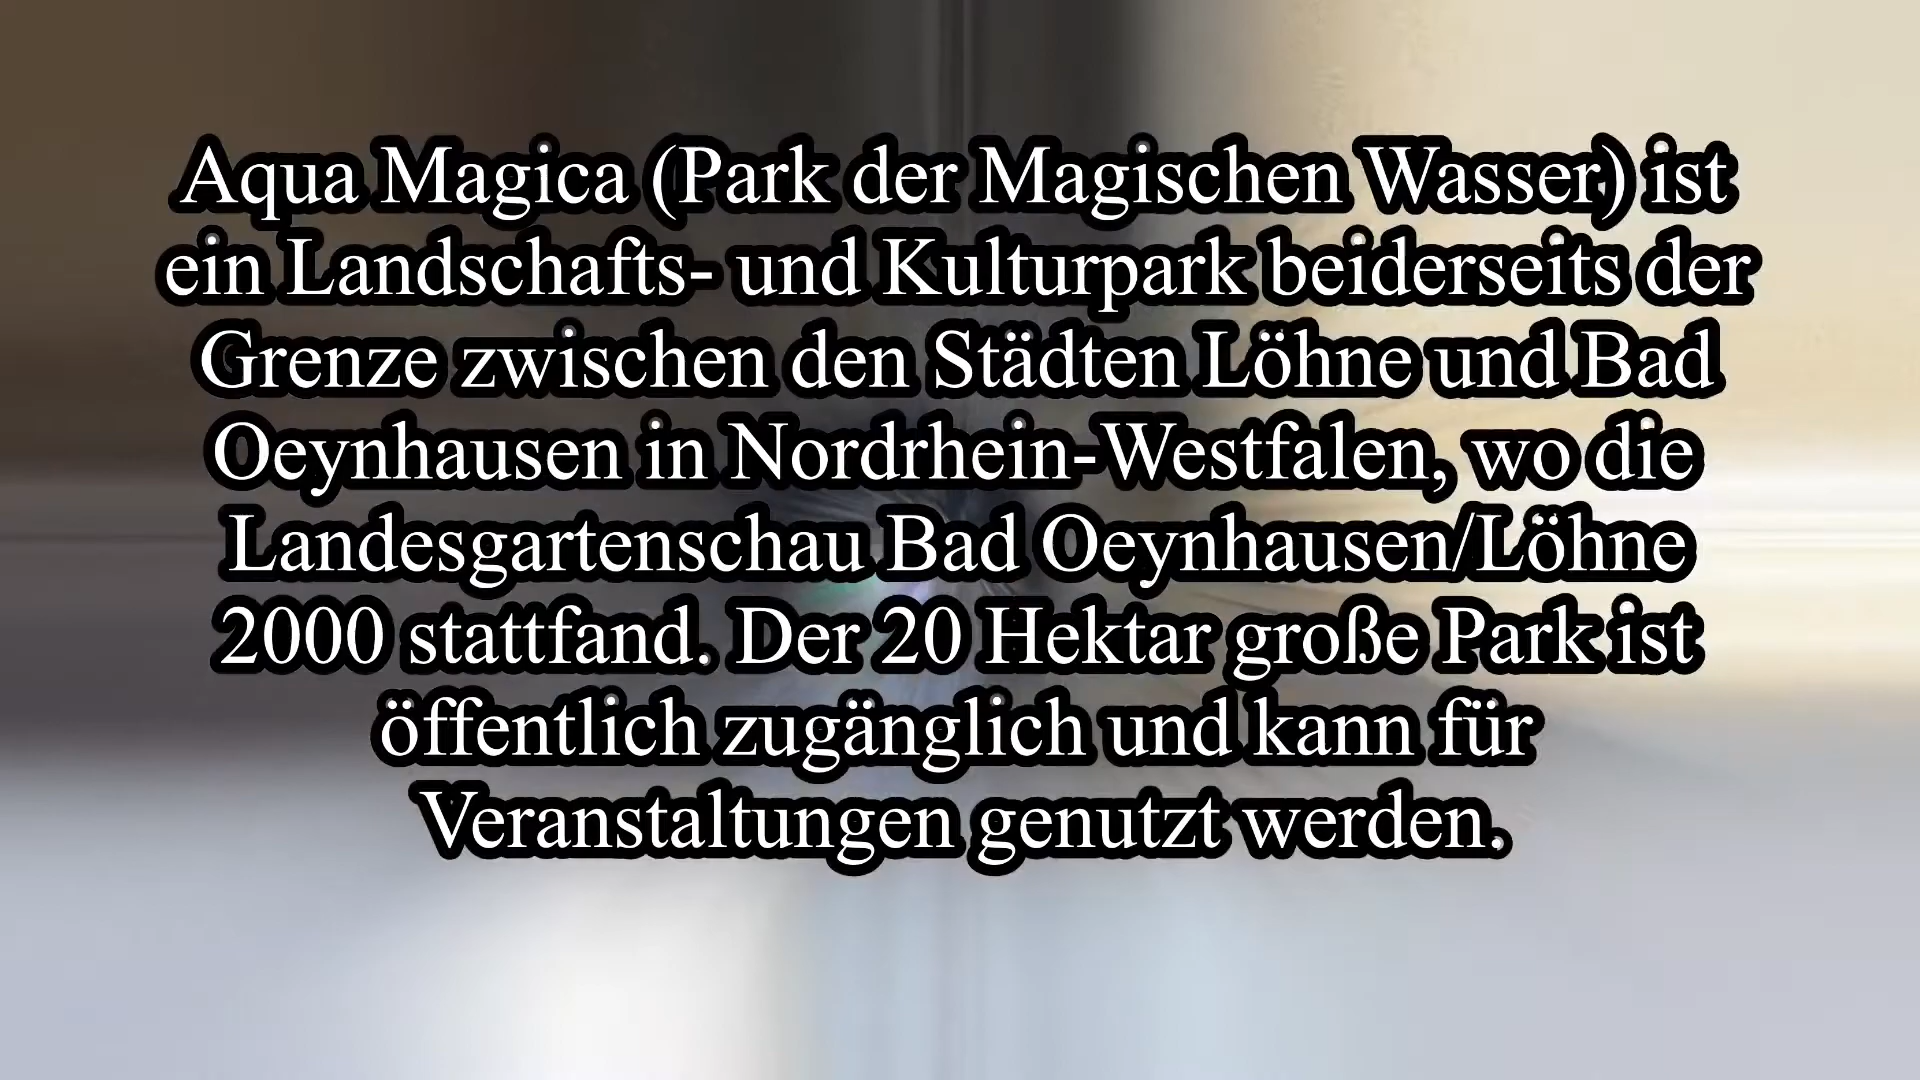 Aqua Magica (Park der Magischen Wasser) ist
ein Landschafts- und Kulturpark beiderseits der
Grenze zwischen den Städten Löhne und Bad
Oeynhausen in Nordrhein-Westfalen, wo die
Landesgartenschau Bad Oeynhausen/Löhne
2000 stattfand. Der 20 Hektar große Park ist
öffentlich zugänglich und kann für
Veranstaltungen genutzt werden.